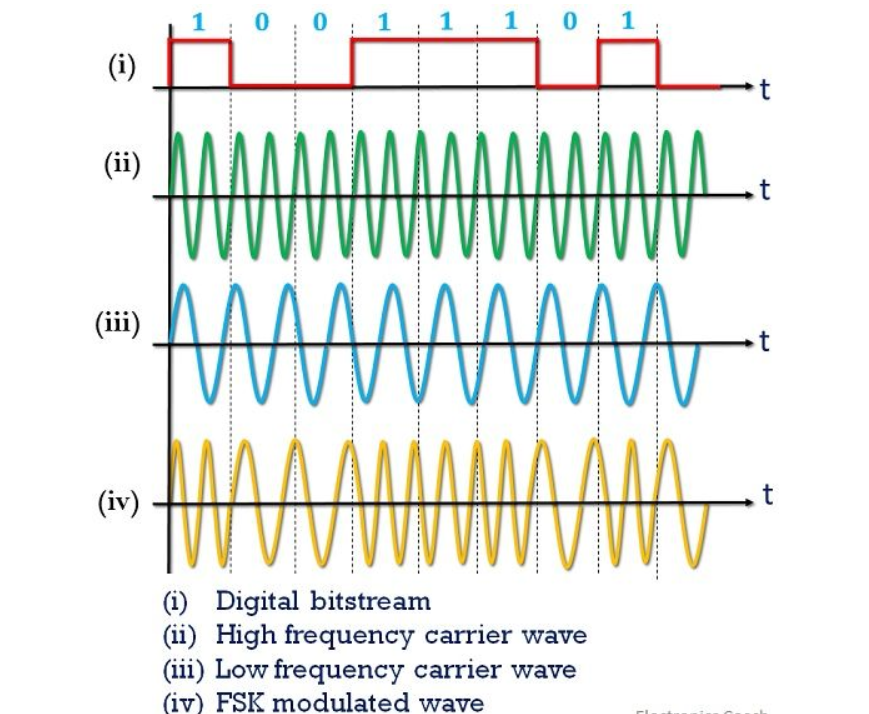 1 0 0 1 1 1 0 1
(i) t
(ii) t
(iii) t
(iv) t
(i) Digital bitstream
(ii) High frequency carrier wave
(iii) Low frequency carrier wave
(iv) FSK modulated wave